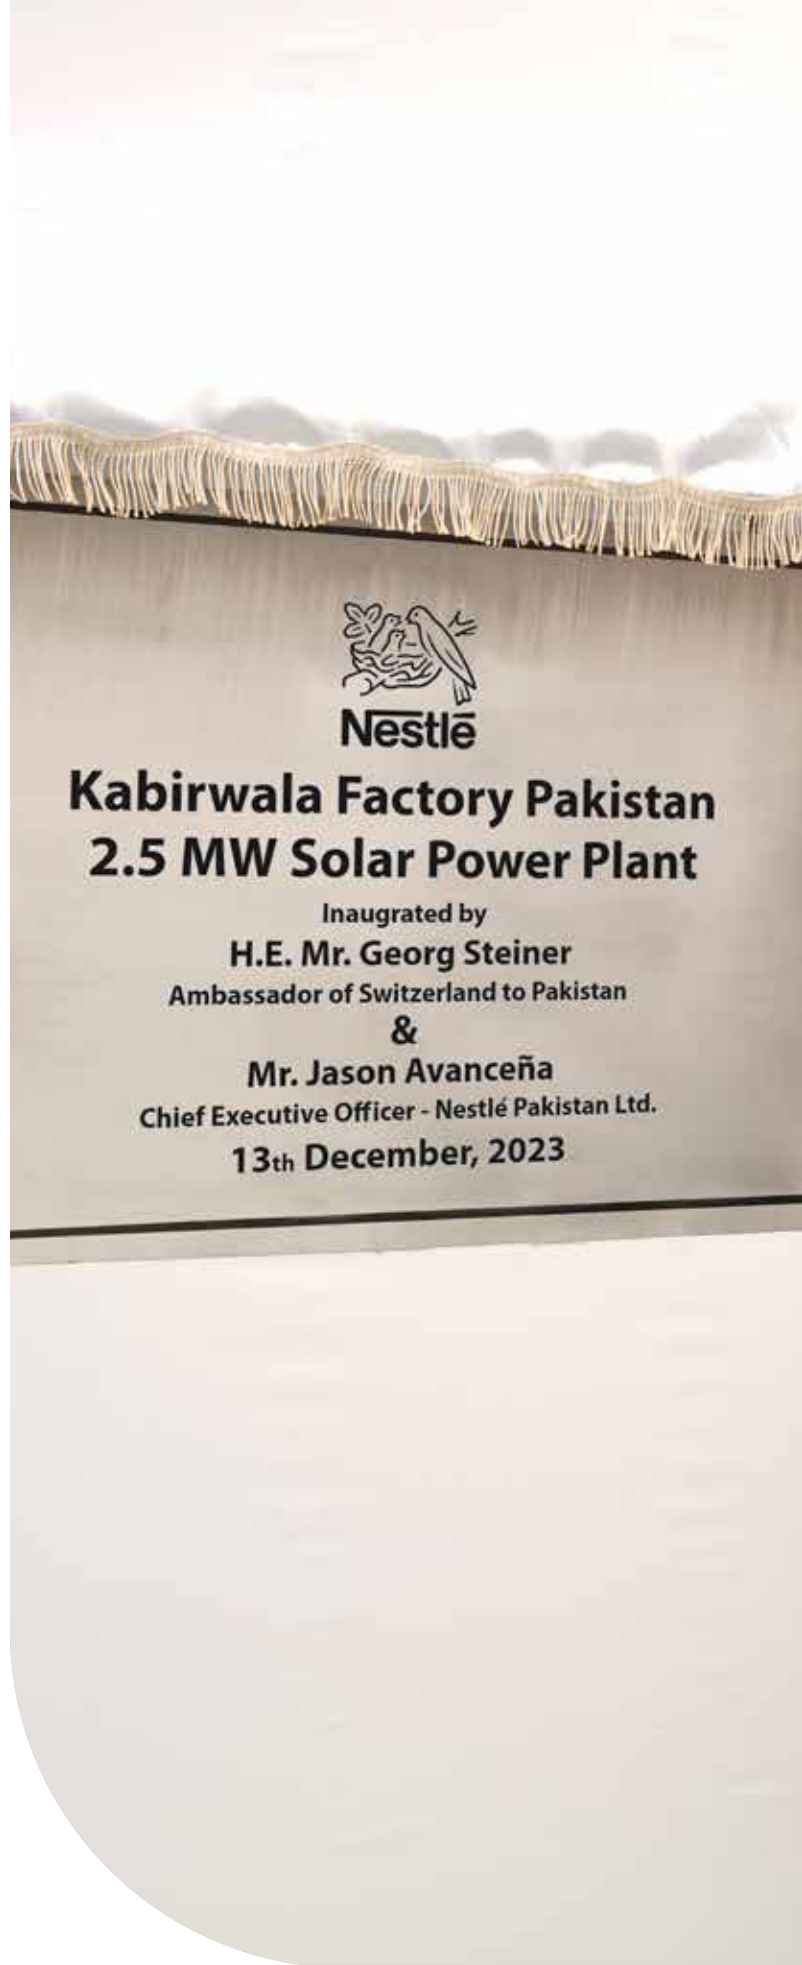 Nestlé
Kabirwala Factory Pakistan
2.5 MW Solar Power Plant
Inaugrated by
H.E. Mr. Georg Steiner
Ambassador of Switzerland to Pakistan
&
Mr. Jason Avanceña
Chief Executive Officer - Nestlé Pakistan Ltd.
13th December, 2023